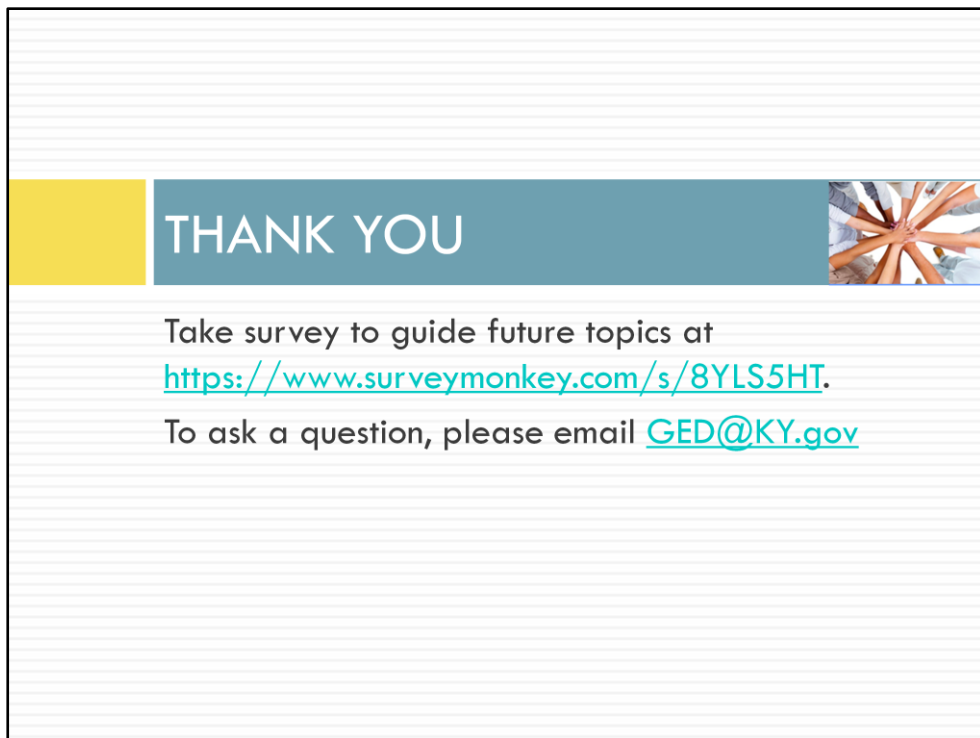 THANK YOU
Take survey to guide future topics at
https://www.surveymonkey.com/s/8YLS5HT.
To ask a question, please email GED@KY.gov